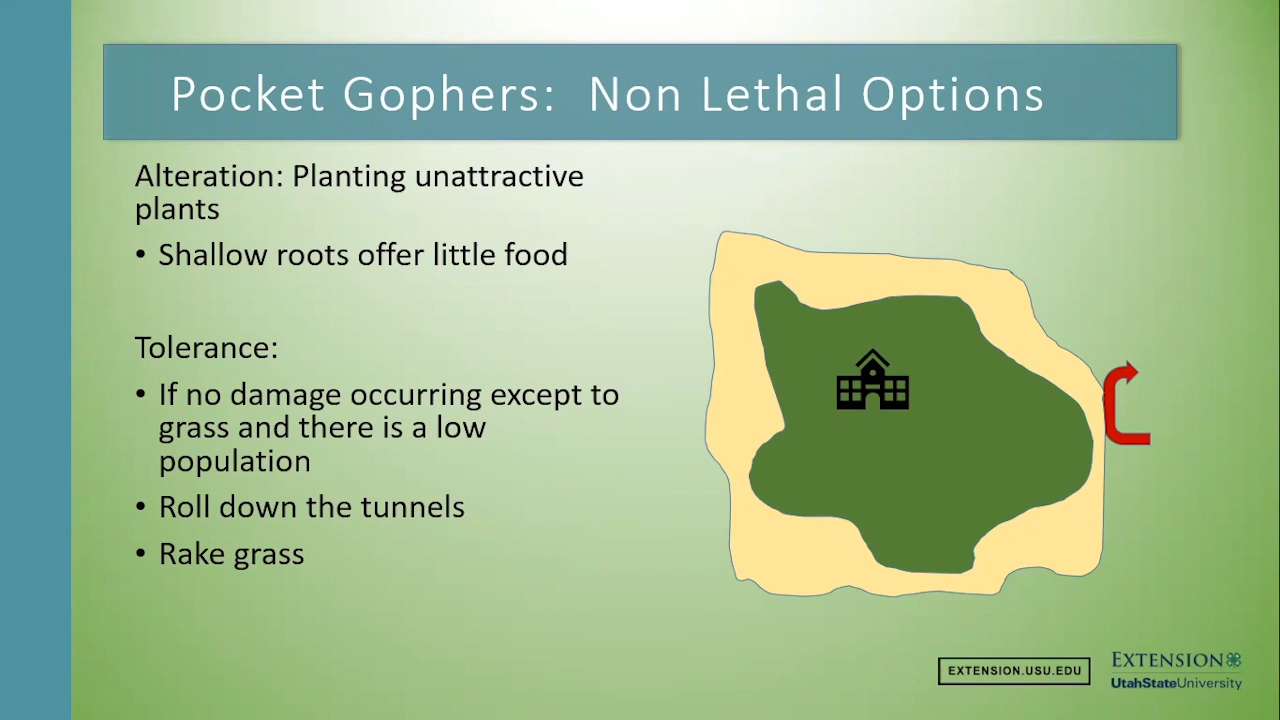 Pocket Gophers:  Non Lethal Options
Alteration: Planting unattractive
plants
• Shallow roots offer little food
Tolerance:
• If no damage occurring except to
grass and there is a low
population
• Roll down the tunnels
• Rake grass
EXTENSION.USU.EDU
EXTENSION
UtahStateUniversity